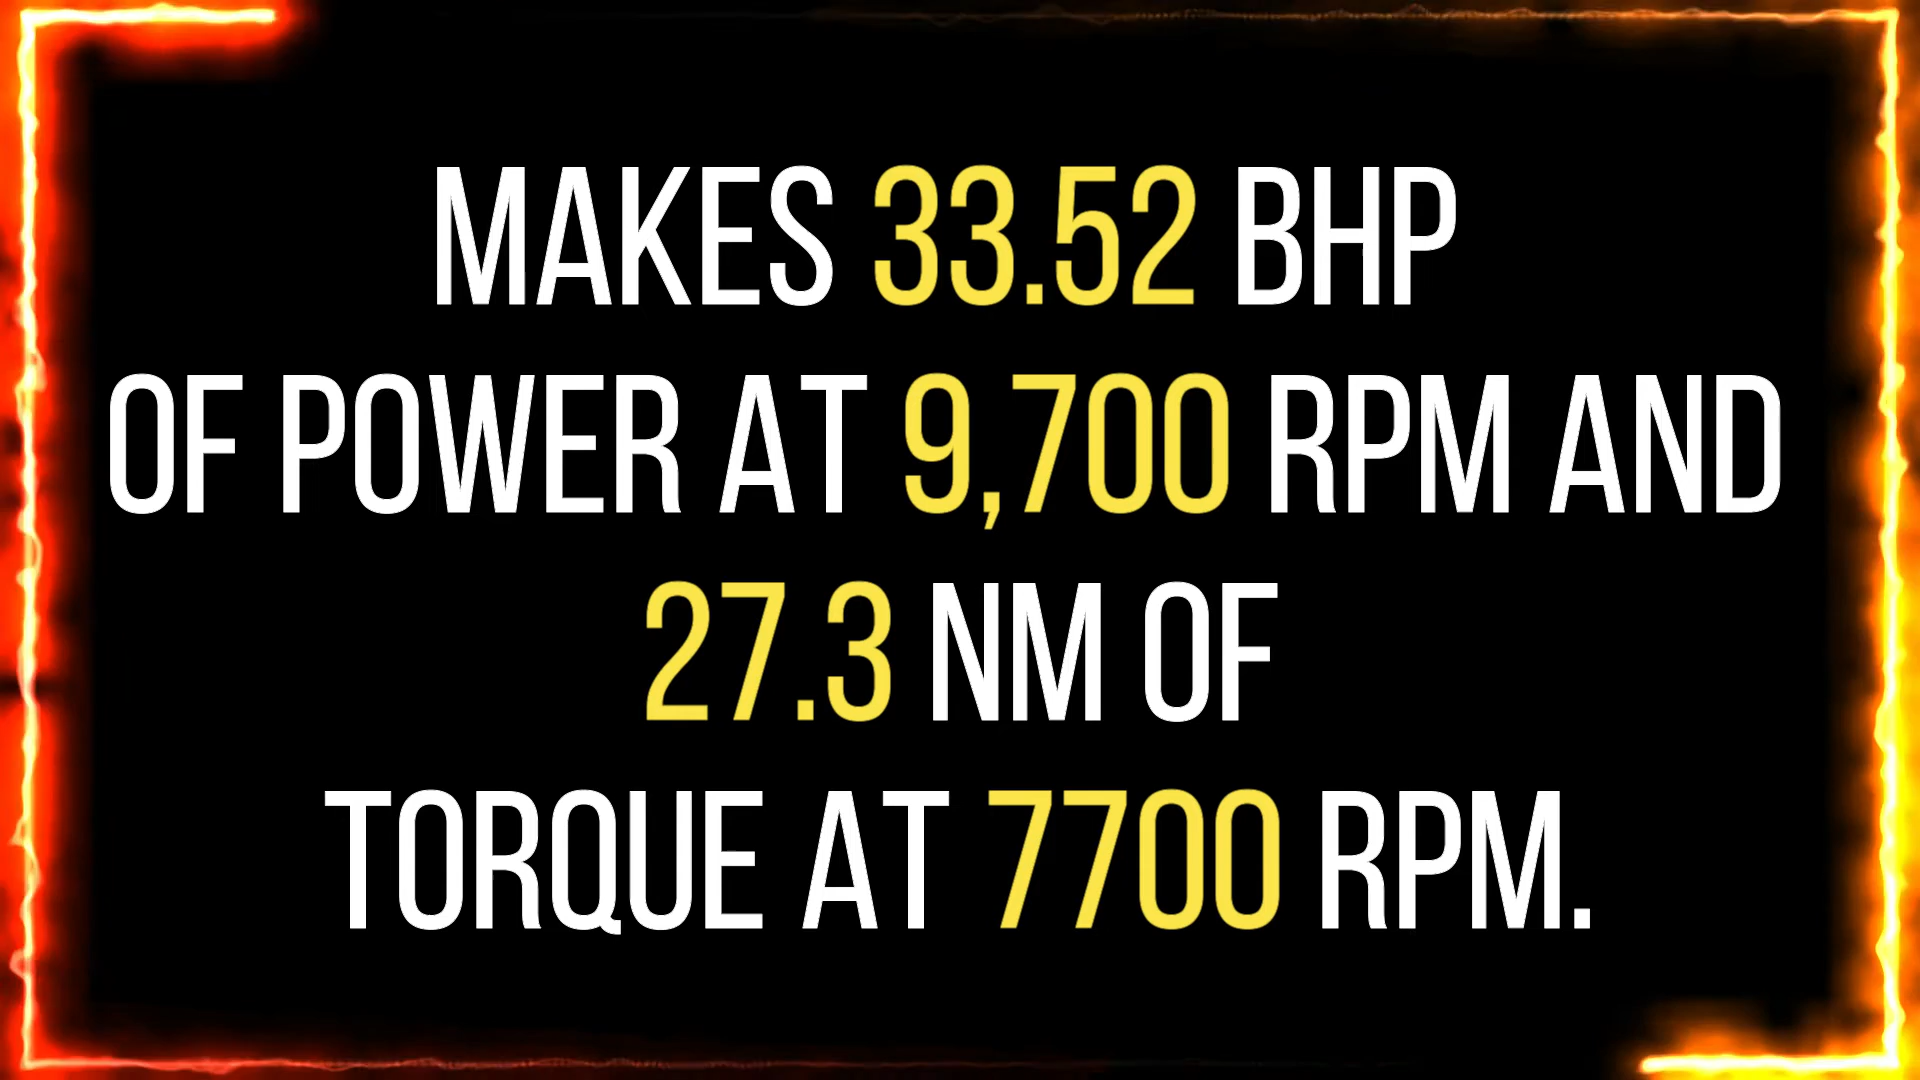 MAKES 33.52 BHP
OF POWER AT 9,700 RPM AND
27.3 NM OF
TORQUE AT 7700 RPM.